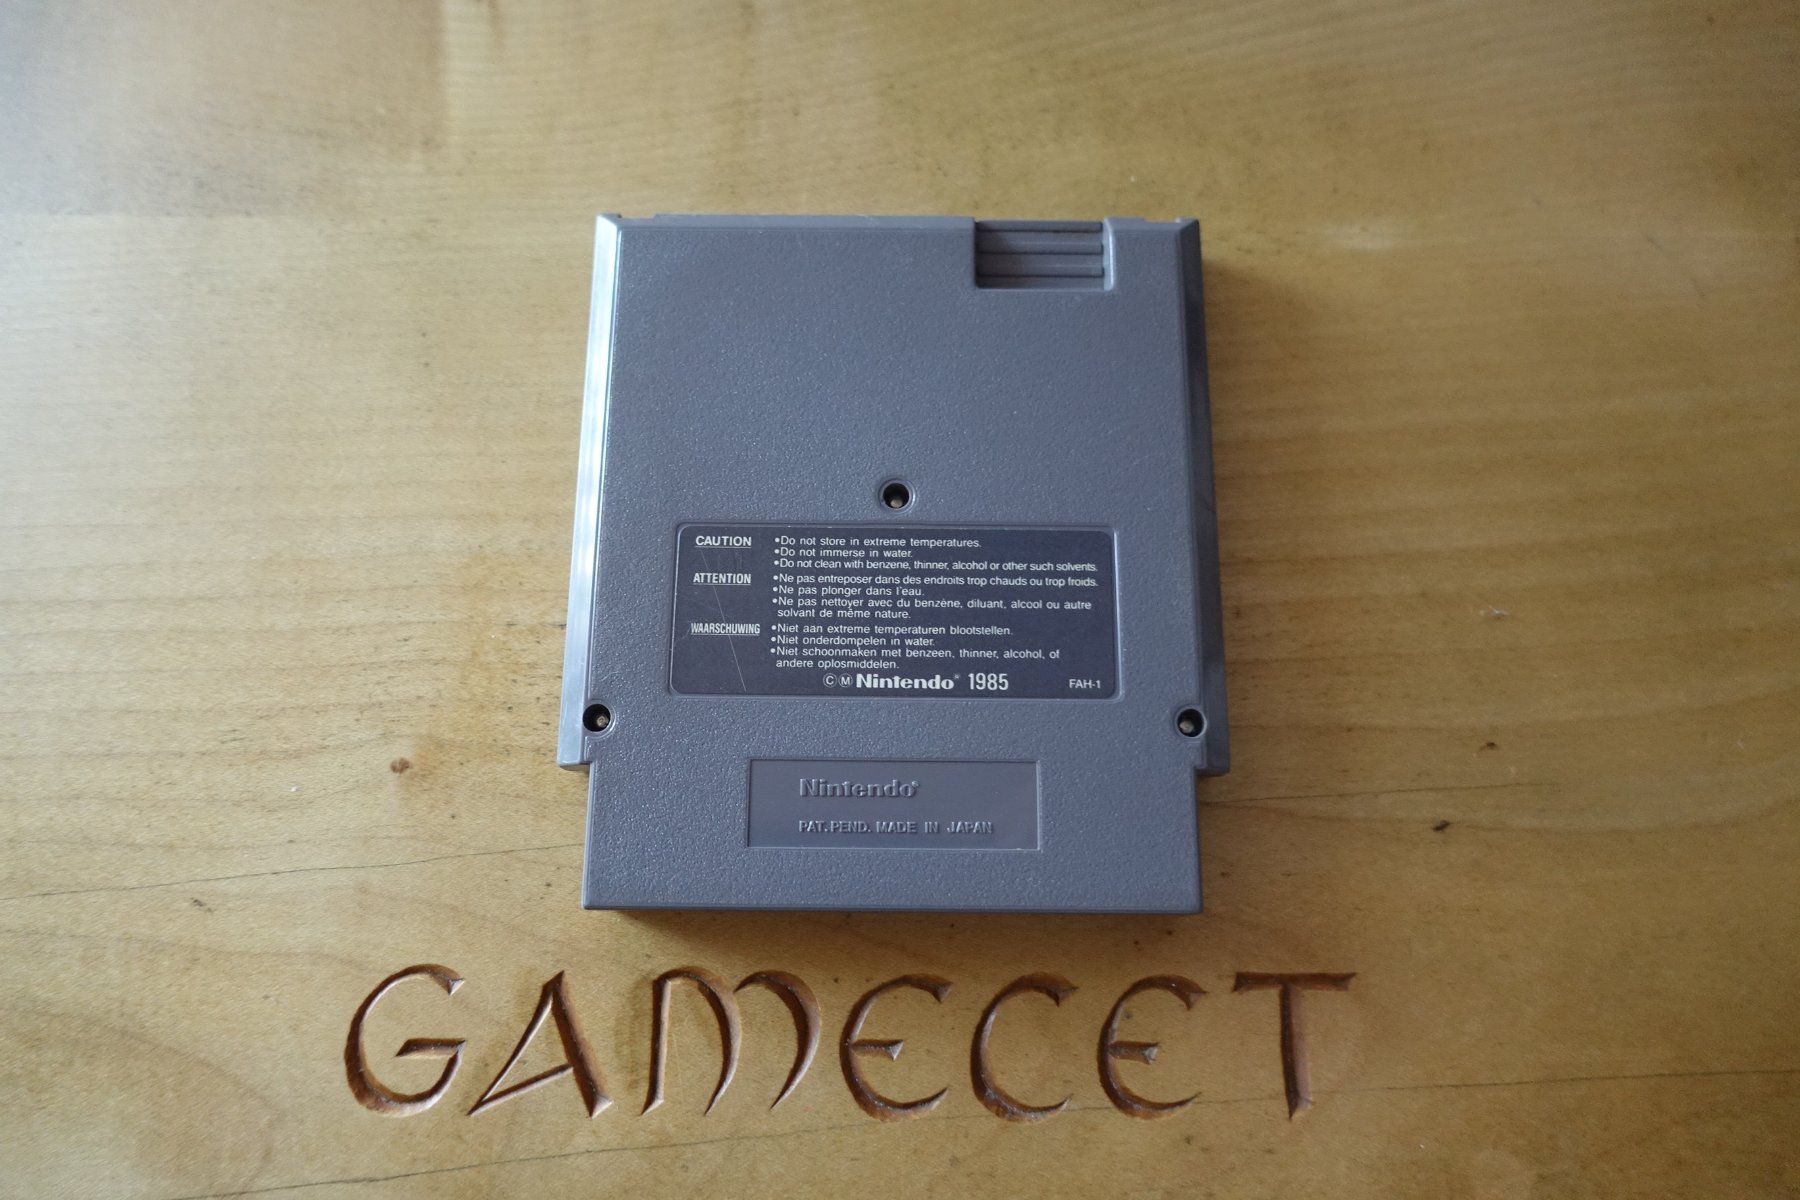 CAUTION •Do not store in extreme temperatures.
•Do not immerse in water.
•Do not clean with benzene, thinner, alcohol or other such solvents.
ATTENTION •Ne pas entreposer dans des endroits trop chauds ou trop froids.
•Ne pas plonger dans l'eau.
•Ne pas nettoyer avec du benzène, diluant, alcool ou autre
solvant de même nature.
WAARSCHUWING •Niet aan extreme temperaturen blootstellen.
•Niet onderdompelen in water.
•Niet schoonmaken met benzeen, thinner, alcohol, of
andere oplosmiddelen.
ⒸⓂ Nintendo® 1985 FAH-1
Nintendo®
PAT. PEND. MADE IN JAPAN
GAMECET